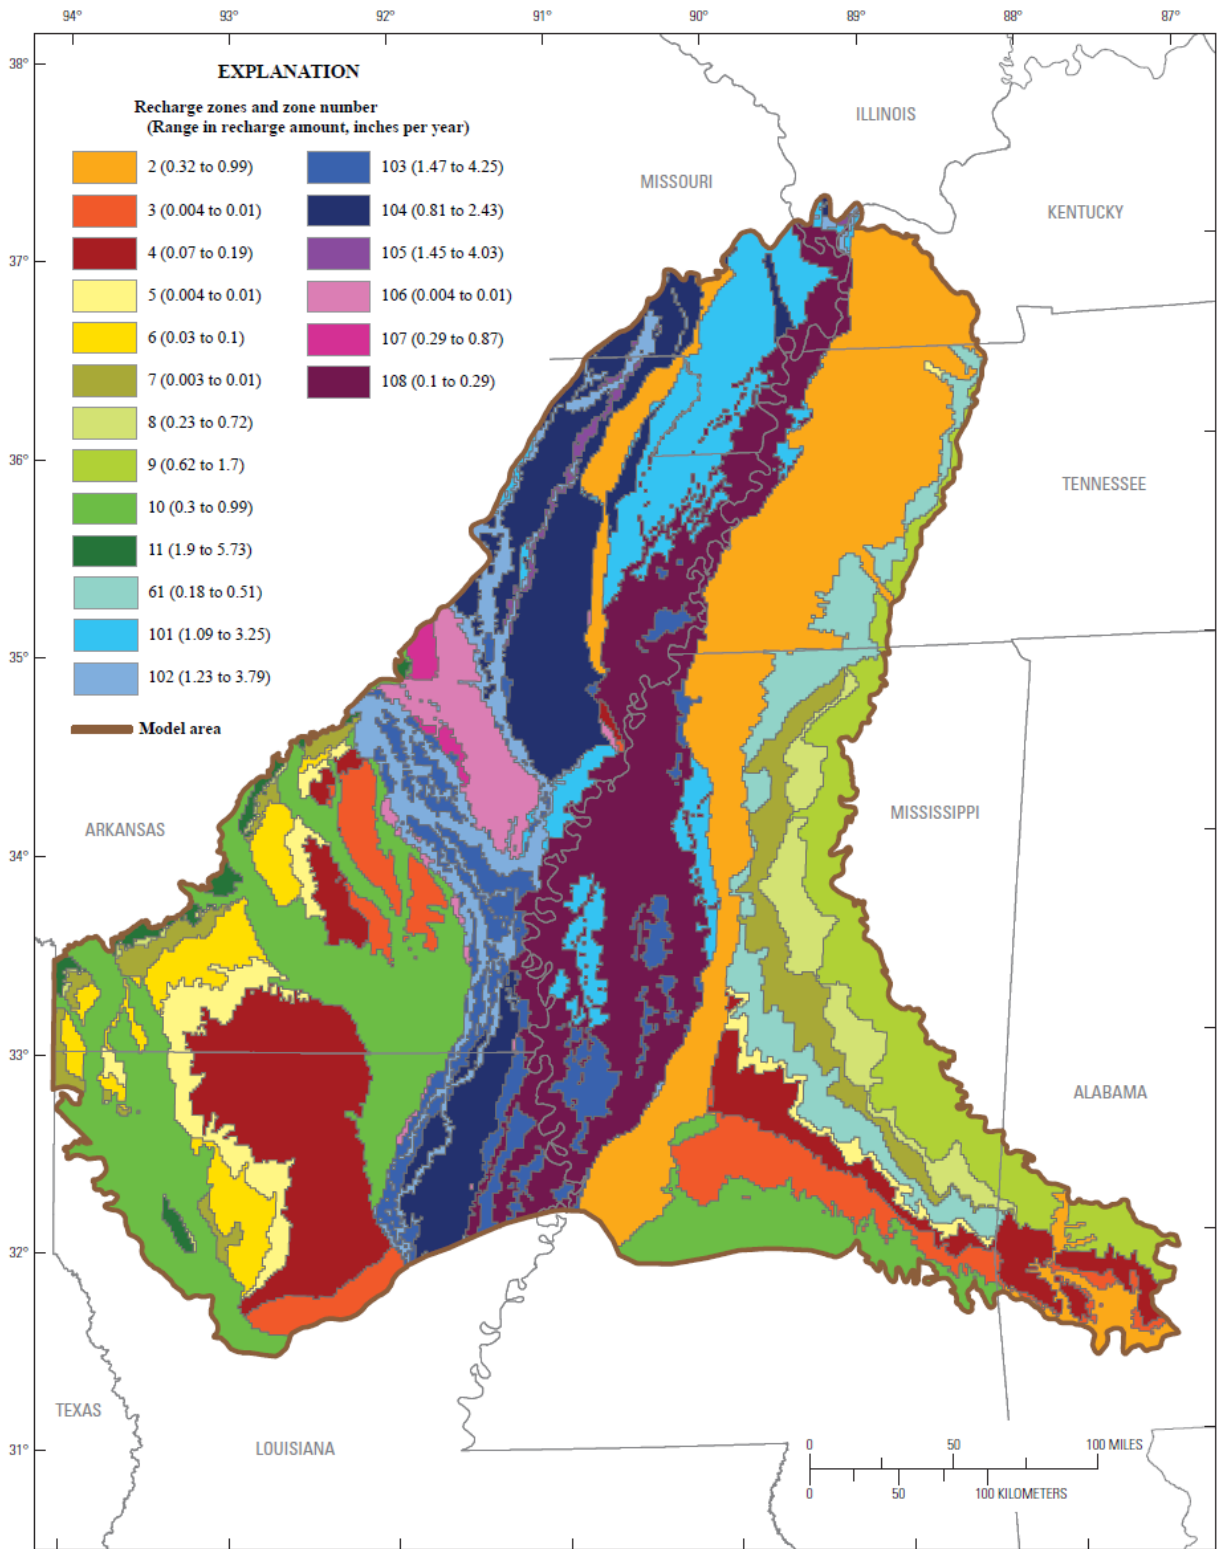 94° 93° 92° 91° 90° 89° 88° 87°
38°
37°
36°
35°
34°
33°
32°
31°
EXPLANATION
Recharge zones and zone number
(Range in recharge amount, inches per year)
2 (0.32 to 0.99)
3 (0.004 to 0.01)
4 (0.07 to 0.19)
5 (0.004 to 0.01)
6 (0.03 to 0.1)
7 (0.003 to 0.01)
8 (0.23 to 0.72)
9 (0.62 to 1.7)
10 (0.3 to 0.99)
11 (1.9 to 5.73)
61 (0.18 to 0.51)
101 (1.09 to 3.25)
102 (1.23 to 3.79)
103 (1.47 to 4.25)
104 (0.81 to 2.43)
105 (1.45 to 4.03)
106 (0.004 to 0.01)
107 (0.29 to 0.87)
108 (0.1 to 0.29)
Model area
ILLINOIS
MISSOURI
KENTUCKY
TENNESSEE
ARKANSAS
MISSISSIPPI
ALABAMA
TEXAS
LOUISIANA
0 50 100 MILES
0 50 100 KILOMETERS